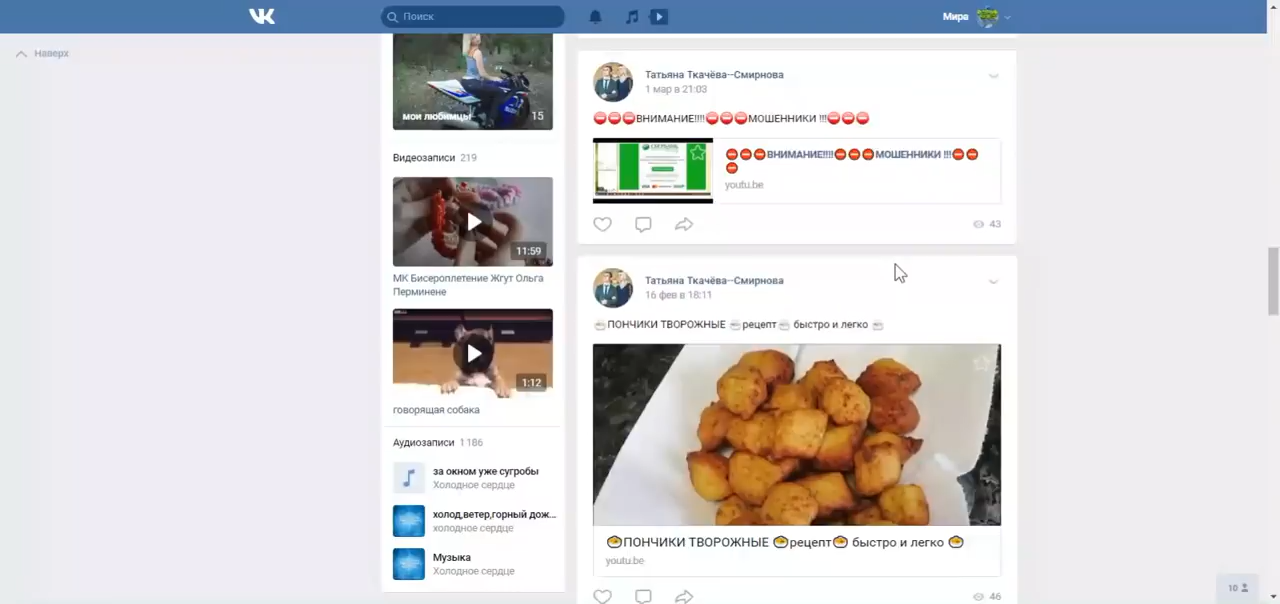 Поиск
Мира
Наверх
мои любимцы 15
Видеозаписи 219
11:59
МК Бисероплетение Жгут Ольга
Перминене
1:12
говорящая собака
Аудиозаписи 1 186
за окном уже сугробы
Холодное сердце
холод,ветер,горный дож...
холодное сердце
Музыка
Холодное сердце
Татьяна Ткачёва--Смирнова
1 мар в 21:03
ВНИМАНИЕ!!!!МОШЕННИКИ !!!
ВНИМАНИЕ!!!!МОШЕННИКИ !!!
youtu.be
43
Татьяна Ткачёва--Смирнова
16 фев в 18:11
ПОНЧИКИ ТВОРОЖНЫЕ рецепт быстро и легко
ПОНЧИКИ ТВОРОЖНЫЕ рецепт быстро и легко
youtu.be
46
10